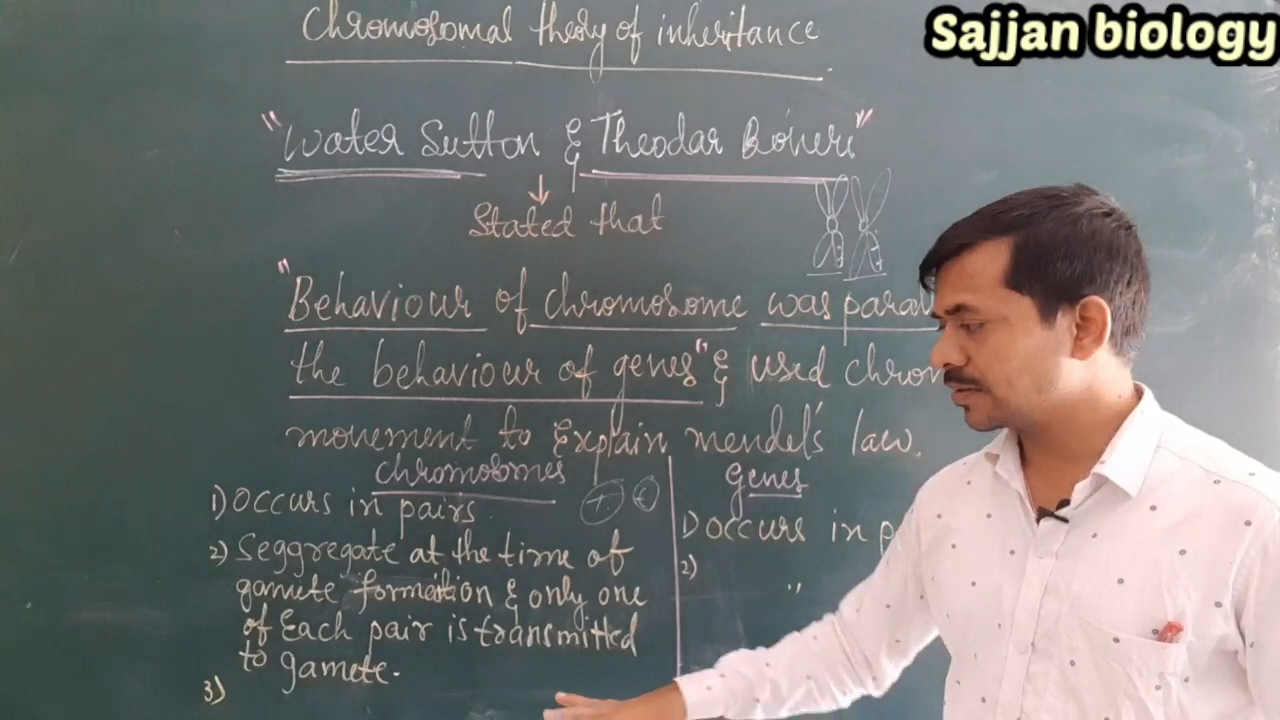 Chromosomal theory of inheritance
Sajjan biology
"Water Sutton & Theodar Boveri"
Stated that
"Behaviour of chromosome was paral
the behaviour of genes" & used chrom
movement to Explain mendel's law.
chromosomes
Genes
1) Occurs in pairs
1) Occurs in p
2) Seggregate at the time of
gamete formation & only one
of Each pair is transmitted
to gamete.
2) "
3)